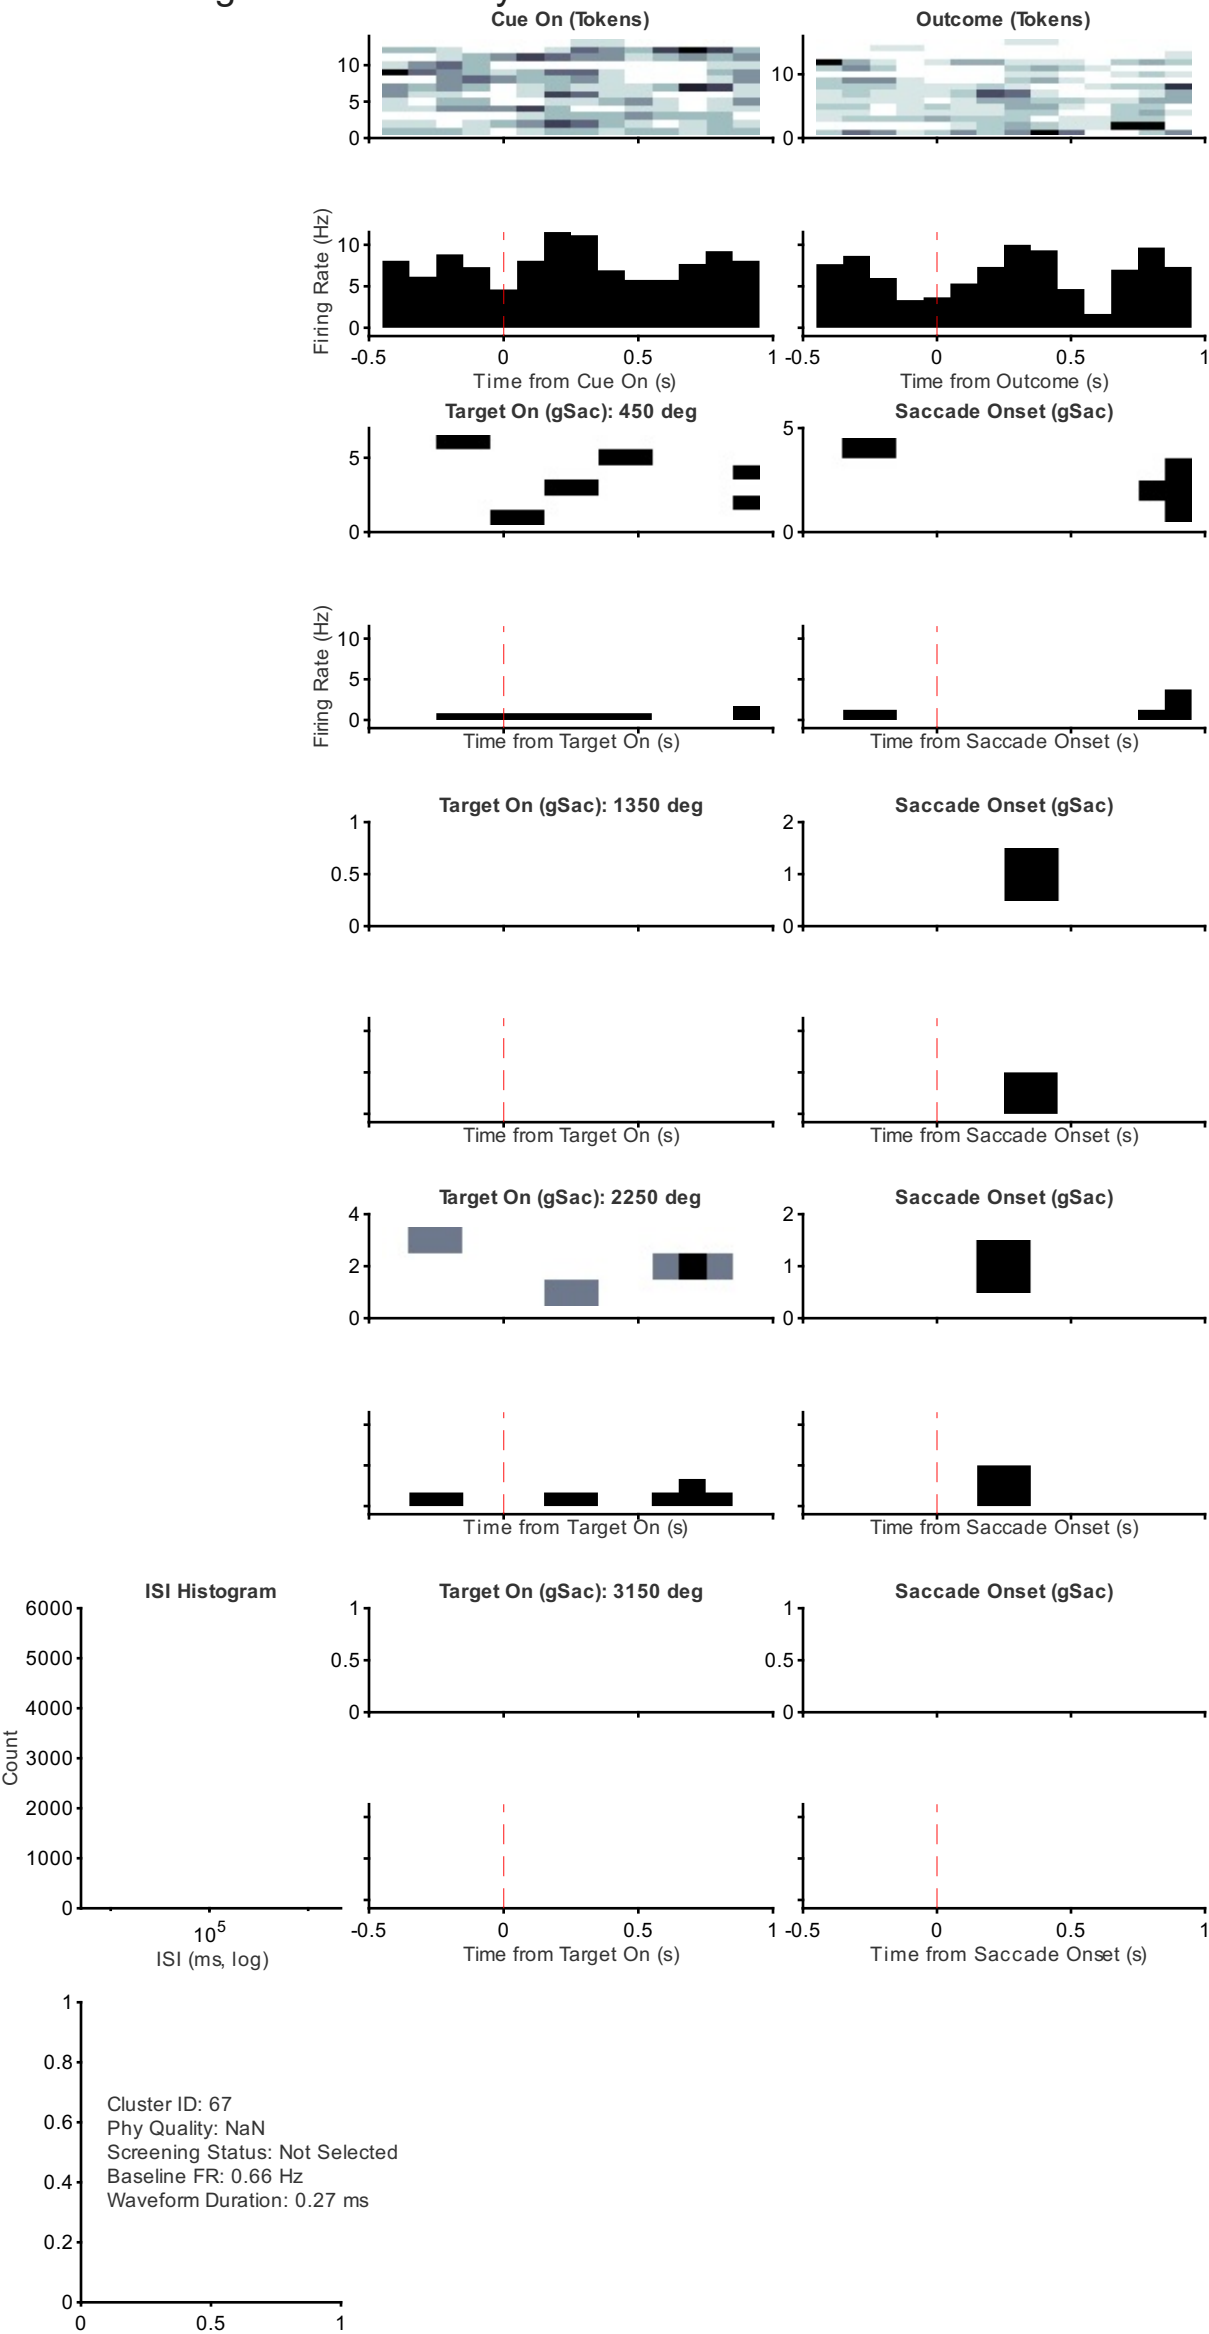 Cue On (Tokens)
Outcome (Tokens)
10
5
0
10
0
Firing Rate (Hz)
10
5
0
-0.5
0
0.5
1
-0.5
0
0.5
1
Time from Cue On (s)
Time from Outcome (s)
Target On (gSac): 450 deg
Saccade Onset (gSac)
5
0
5
0
Firing Rate (Hz)
10
5
0
Time from Target On (s)
Time from Saccade Onset (s)
Target On (gSac): 1350 deg
Saccade Onset (gSac)
1
0.5
0
2
1
0
Time from Target On (s)
Time from Saccade Onset (s)
Target On (gSac): 2250 deg
Saccade Onset (gSac)
4
2
0
2
1
0
Time from Target On (s)
Time from Saccade Onset (s)
ISI Histogram
Target On (gSac): 3150 deg
Saccade Onset (gSac)
6000
5000
4000
3000
2000
1000
0
Count
10^5
ISI (ms, log)
1
0.5
0
1
0.5
0
-0.5
0
0.5
1
-0.5
0
0.5
1
Time from Target On (s)
Time from Saccade Onset (s)
1
0.8
0.6
0.4
0.2
0
Cluster ID: 67
Phy Quality: NaN
Screening Status: Not Selected
Baseline FR: 0.66 Hz
Waveform Duration: 0.27 ms
0
0.5
1